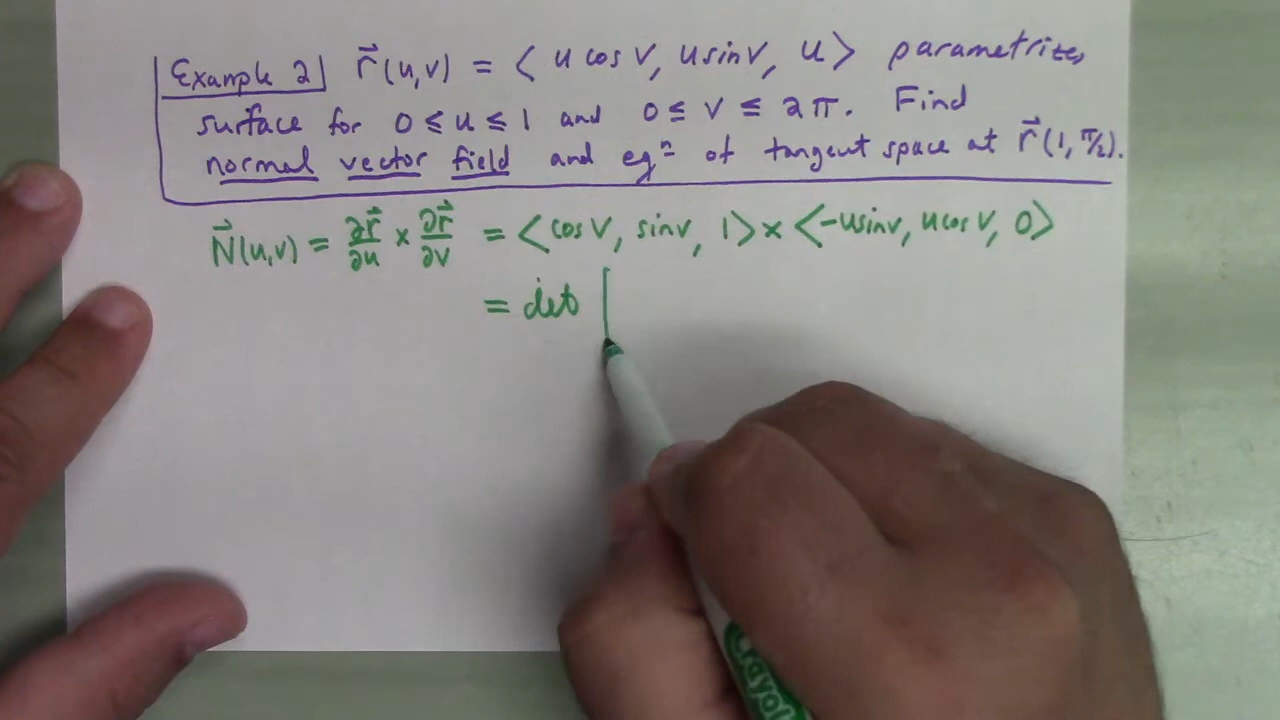 Example 2 r⃗(u,v) = ⟨u cos v, u sin v, u⟩ parametrizes
surface for 0 ≤ u ≤ 1 and 0 ≤ v ≤ 2π. Find
normal vector field and eqⁿ of tangent space at r⃗(1, π/2).
N⃗(u,v) = ∂r⃗/∂u × ∂r⃗/∂v = ⟨cos v, sin v, 1⟩ × ⟨-u sin v, u cos v, 0⟩
= det [
Crayol